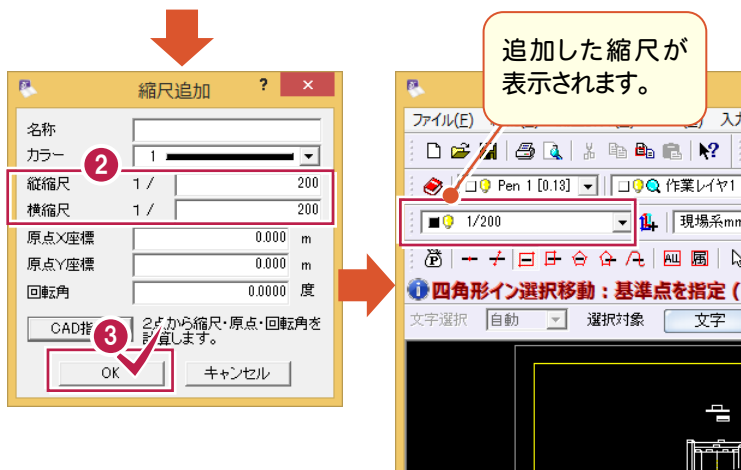 縮尺追加 ? ×
名称
カラー 1
2
縦縮尺 1 / 200
横縮尺 1 / 200
原点X座標 0.000 m
原点Y座標 0.000 m
回転角 0.0000 度
CAD指
3
2点から縮尺・原点・回転角を
計算します。
OK キャンセル
追加した縮尺が
表示されます。
ファイル(E)
入力
Pen 1 [0.13] 作業レイヤ1
1/200 現場系mm
ALL 図
四角形イン選択移動:基準点を指定 (
文字選択 自動 選択対象 文字